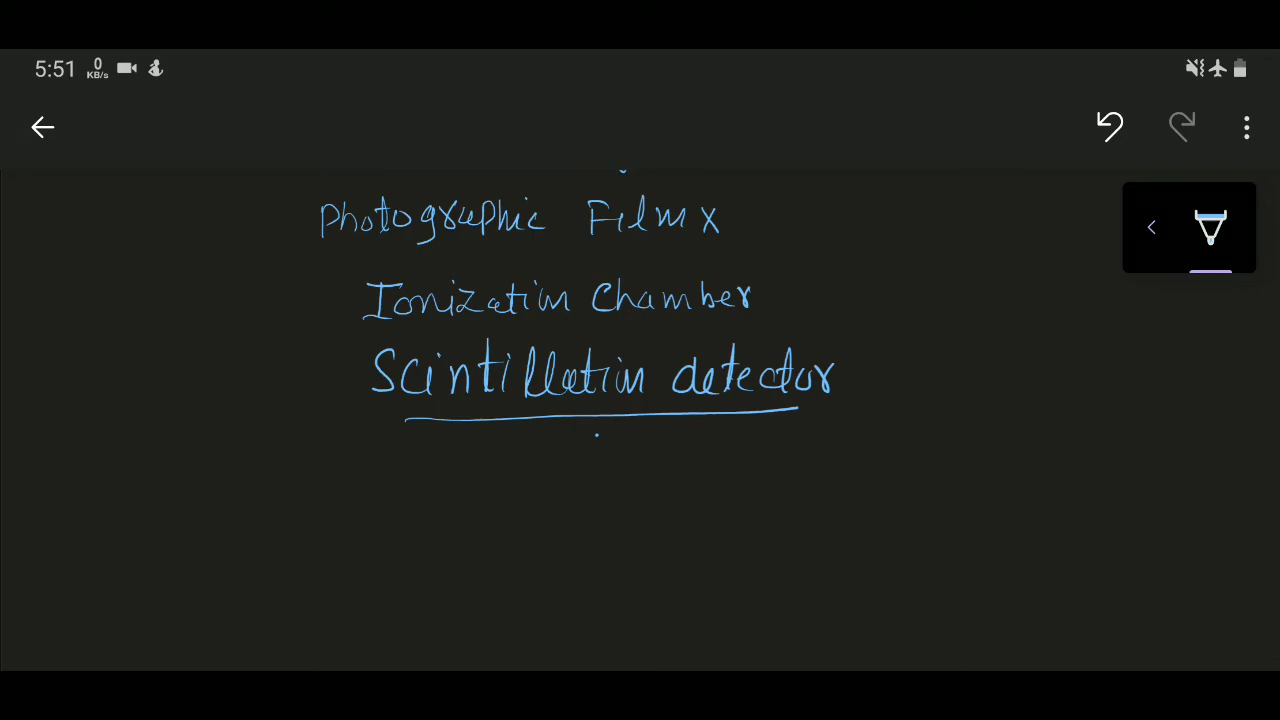 5:51 0 KB/s
Photographic Film x
Ionization Chamber
Scintillation detector